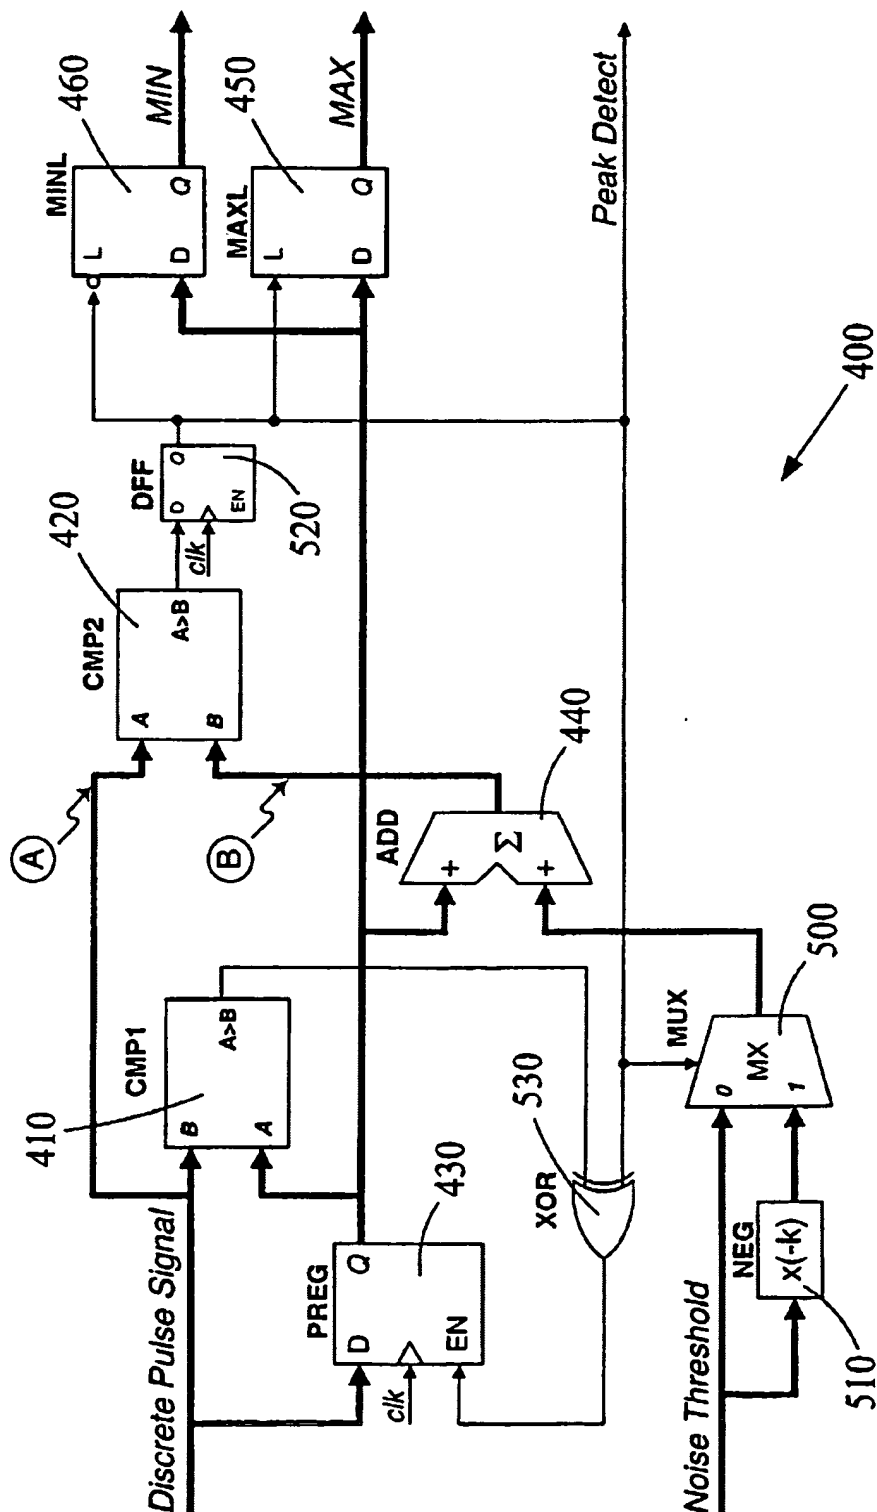 Discrete Pulse Signal
Noise Threshold
PREG
D
Q
EN
clk
430
410
CMP1
B
A
A>B
XOR
530
NEG
x(-k)
510
MUX
0
1
MX
500
A
B
ADD
+
+
Σ
440
CMP2
A
B
A>B
420
DFF
D
Q
EN
clk
520
MINL
L
D
Q
460
MIN
MAXL
L
D
Q
450
MAX
Peak Detect
400